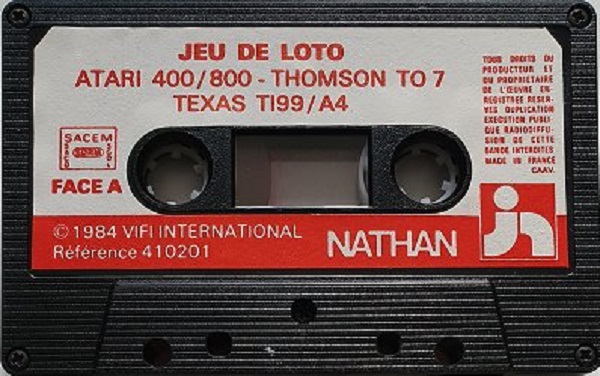 JEU DE LOTO
ATARI 400/800 - THOMSON TO 7
TEXAS TI99/A4
TOUS DROITS DU
PRODUCTEUR ET
DU PROPRIETAIRE
DE L'ŒUVRE EN-
REGISTREE RESER-
VES DUPLICATION
EXECUTION PUBLI-
QUE RADIODIFFU-
SION DE CETTE
BANDE INTERDITES
MADE IN FRANCE
CAAV.
SACEM
FACE A
© 1984 VIFI INTERNATIONAL
Référence 410201
NATHAN